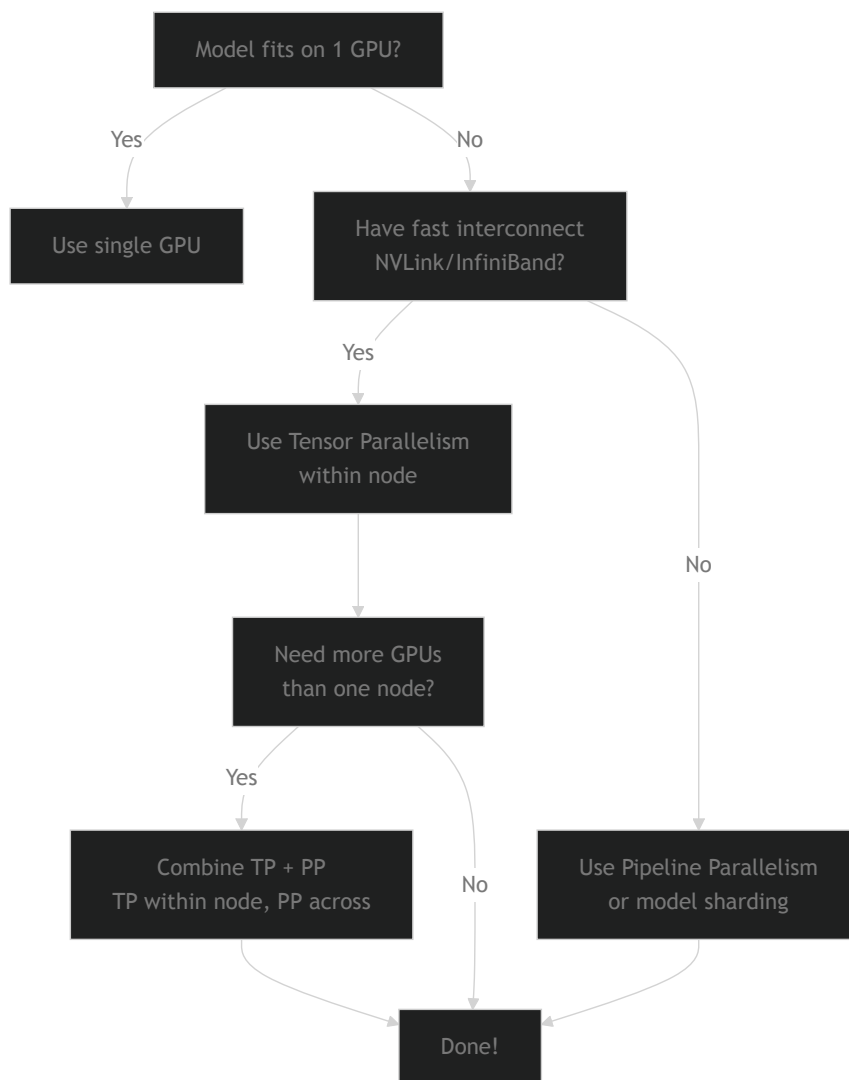 Model fits on 1 GPU?
Yes
No
Use single GPU
Have fast interconnect
NVLink/InfiniBand?
Yes
Use Tensor Parallelism
within node
No
Need more GPUs
than one node?
Yes
Combine TP + PP
TP within node, PP across
No
Use Pipeline Parallelism
or model sharding
Done!